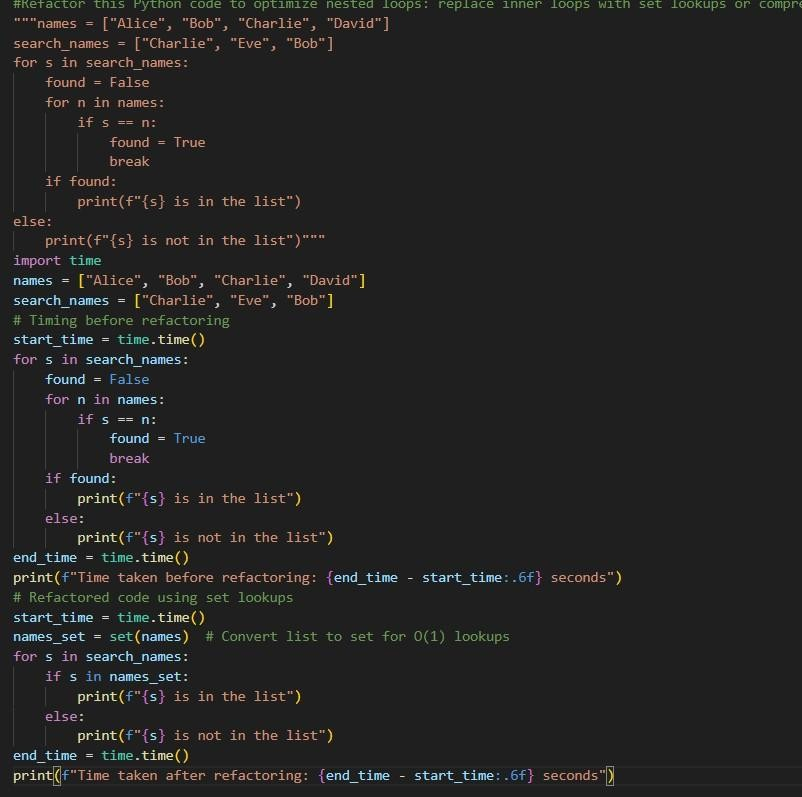 #Refactor this Python code to optimize nested loops: replace inner loops with set lookups or
"""names = ["Alice", "Bob", "Charlie", "David"]
search_names = ["Charlie", "Eve", "Bob"]
for s in search_names:
    found = False
    for n in names:
        if s == n:
            found = True
            break
    if found:
        print(f"{s} is in the list")
else:
    print(f"{s} is not in the list")"""
import time
names = ["Alice", "Bob", "Charlie", "David"]
search_names = ["Charlie", "Eve", "Bob"]
# Timing before refactoring
start_time = time.time()
for s in search_names:
    found = False
    for n in names:
        if s == n:
            found = True
            break
    if found:
        print(f"{s} is in the list")
    else:
        print(f"{s} is not in the list")
end_time = time.time()
print(f"Time taken before refactoring: {end_time - start_time:.6f} seconds")
# Refactored code using set lookups
start_time = time.time()
names_set = set(names)  # Convert list to set for O(1) lookups
for s in search_names:
    if s in names_set:
        print(f"{s} is in the list")
    else:
        print(f"{s} is not in the list")
end_time = time.time()
print(f"Time taken after refactoring: {end_time - start_time:.6f} seconds")